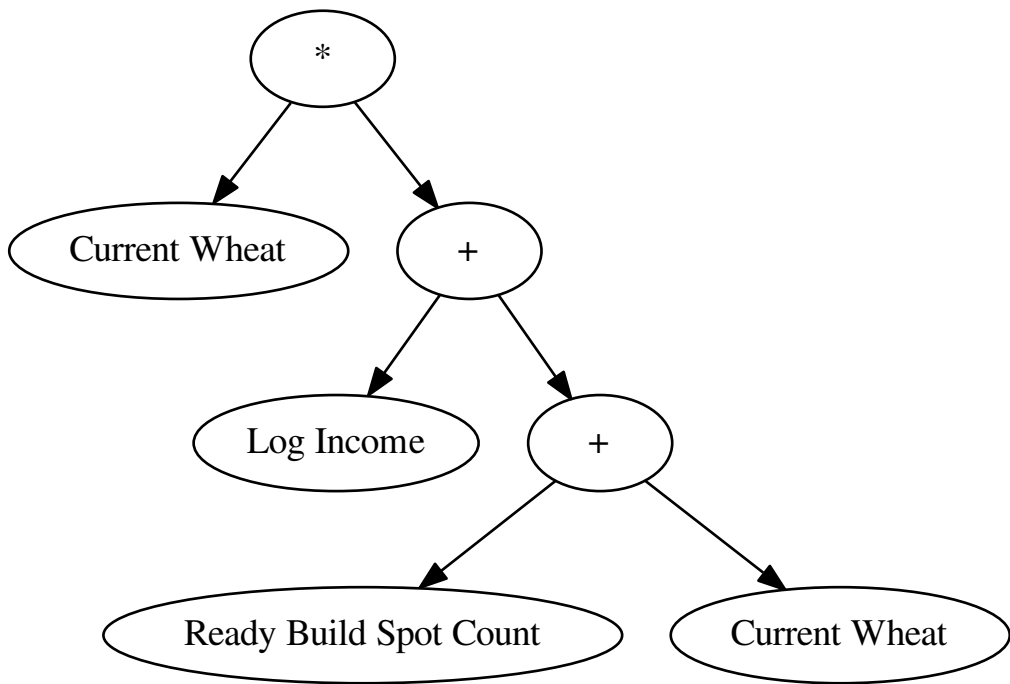 *
Current Wheat
+
Log Income
+
Ready Build Spot Count
Current Wheat